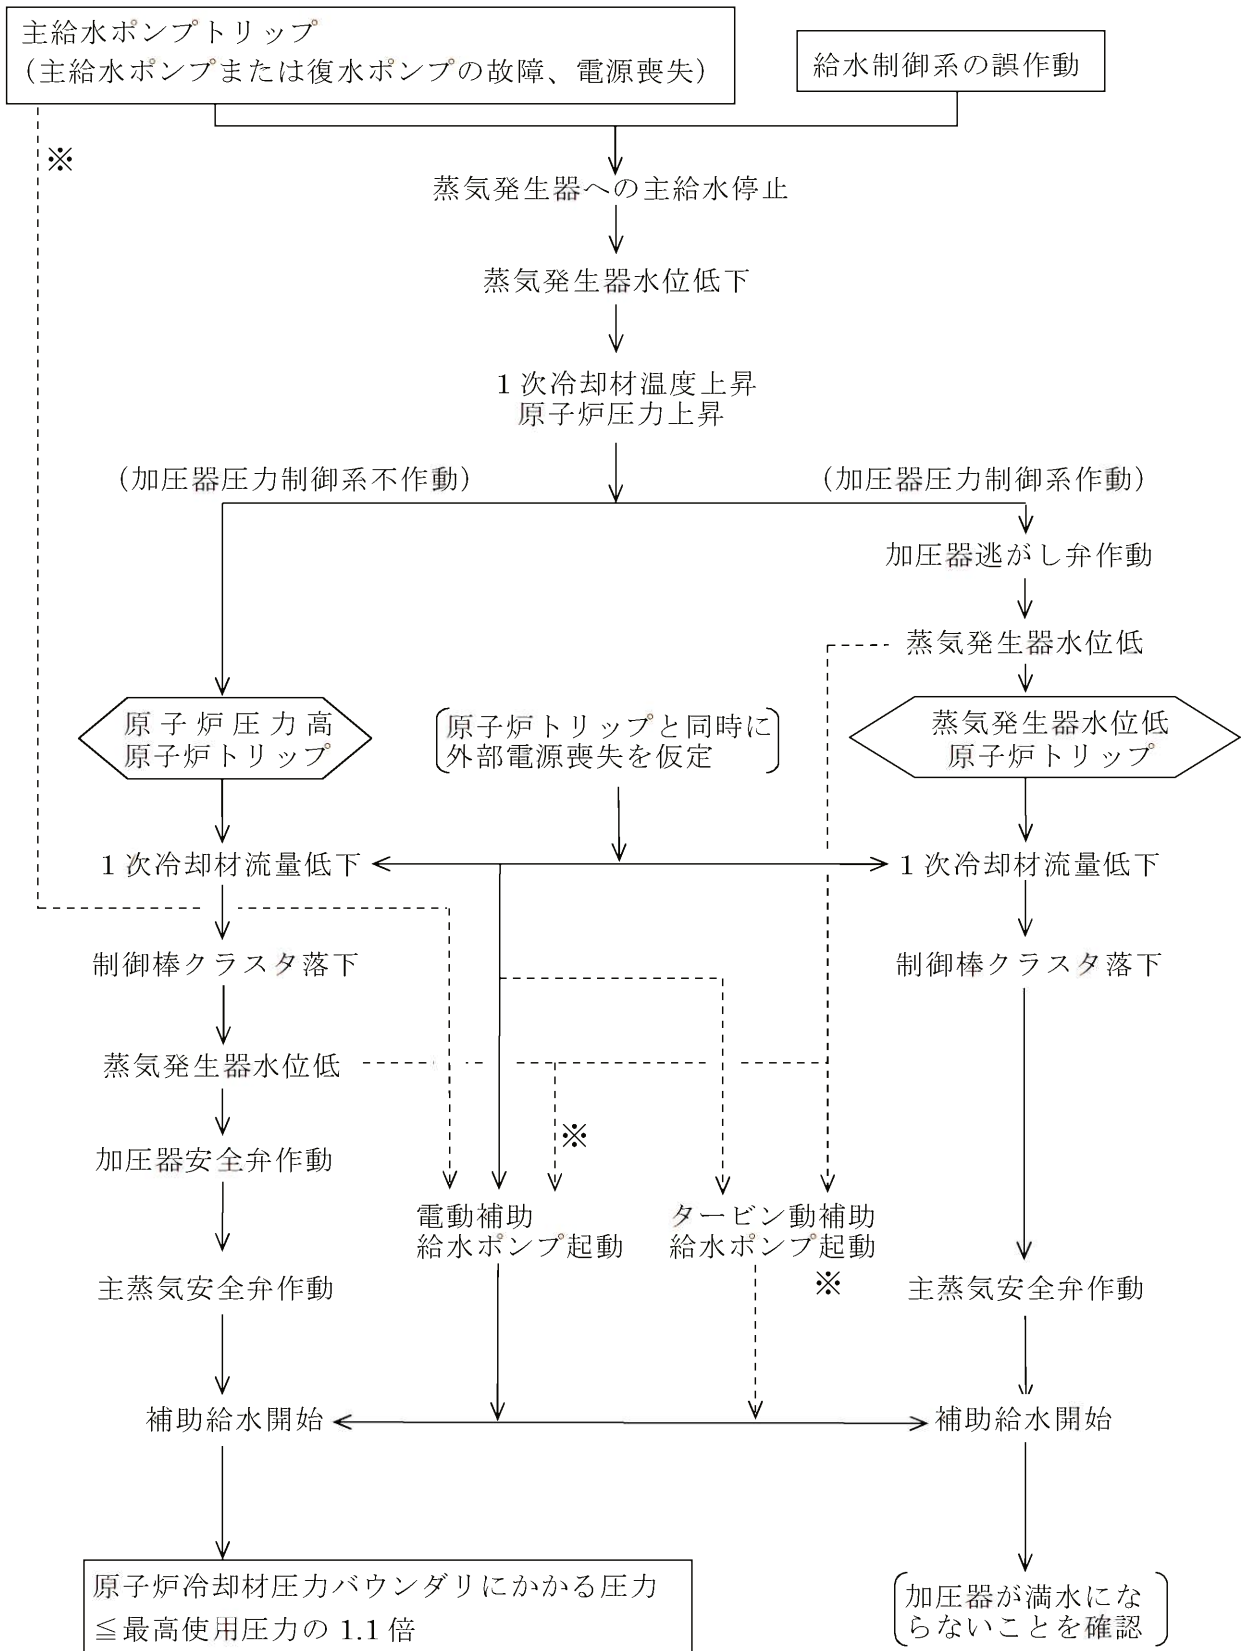 主給水ポンプトリップ
（主給水ポンプまたは復水ポンプの故障、電源喪失）
給水制御系の誤作動
※
蒸気発生器への主給水停止
蒸気発生器水位低下
1次冷却材温度上昇
原子炉圧力上昇
（加圧器圧力制御系不作動）
（加圧器圧力制御系作動）
加圧器逃がし弁作動
蒸気発生器水位低
原子炉圧力高
原子炉トリップ
原子炉トリップと同時に
外部電源喪失を仮定
蒸気発生器水位低
原子炉トリップ
1次冷却材流量低下
1次冷却材流量低下
制御棒クラスタ落下
制御棒クラスタ落下
蒸気発生器水位低
※
加圧器安全弁作動
電動補助
給水ポンプ起動
タービン動補助
給水ポンプ起動
※
主蒸気安全弁作動
主蒸気安全弁作動
補助給水開始
補助給水開始
原子炉冷却材圧力バウンダリにかかる圧力
≦最高使用圧力の1.1倍
加圧器が満水にな
らないことを確認